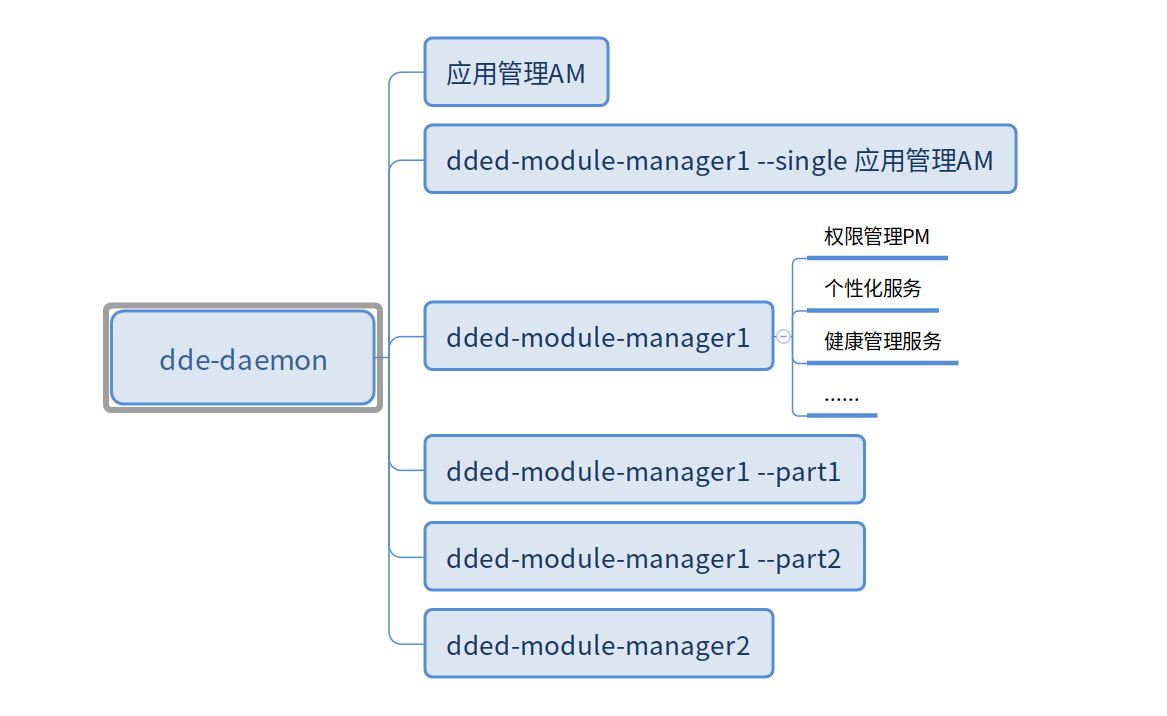 应用管理AM
dded-module-manager1 --single 应用管理AM
权限管理PM
个性化服务
dded-module-manager1
健康管理服务
dde-daemon
......
dded-module-manager1 --part1
dded-module-manager1 --part2
dded-module-manager2